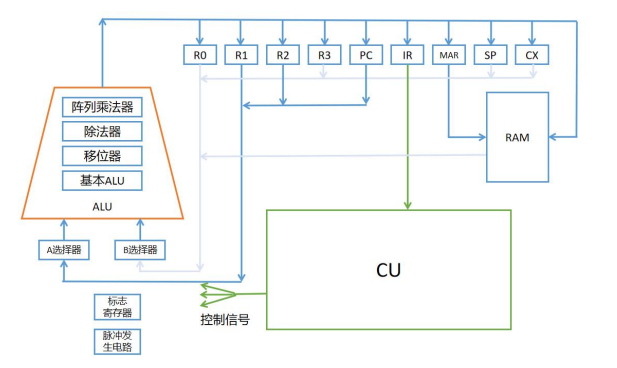 R0
R1
R2
R3
PC
IR
MAR
SP
CX
阵列乘法器
除法器
移位器
基本ALU
ALU
RAM
A选择器
B选择器
CU
标志
寄存器
控制信号
脉冲发
生电路